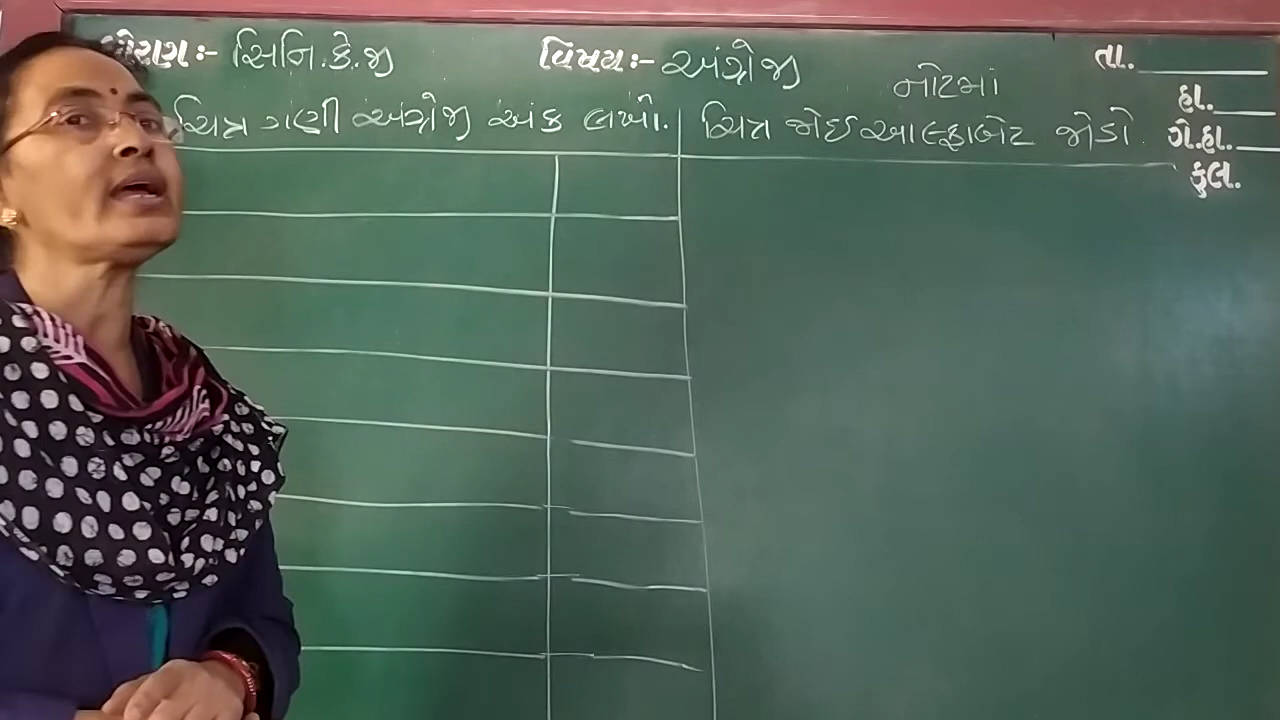 ધોરણ:- સિનિ.કે.જી
વિષય:- અંગ્રેજી
નોટમાં
તા.
હા.
ગે.હા.
કુલ.
ચિત્ર ગણી અંગ્રેજી અંક લખો.
ચિત્ર જોઈ આલ્ફાબેટ જોડો